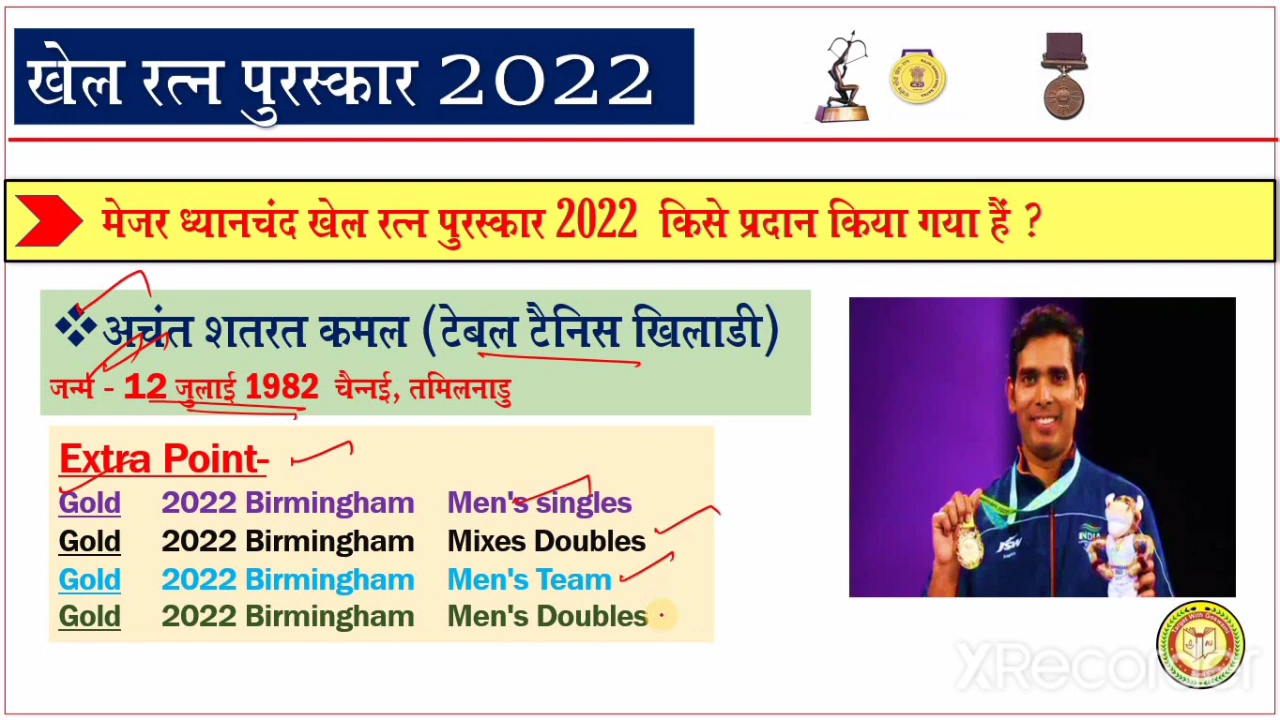 खेल रत्न पुरस्कार 2022
मेजर ध्यानचंद खेल रत्न पुरस्कार 2022 किसे प्रदान किया गया हैं ?
अचंत शतरत कमल (टेबल टैनिस खिलाडी)
जन्म - 12 जुलाई 1982 चैन्नई, तमिलनाडु
Extra Point-
Gold 2022 Birmingham Men's singles
Gold 2022 Birmingham Mixes Doubles
Gold 2022 Birmingham Men's Team
Gold 2022 Birmingham Men's Doubles
JSW
INDIA
XRecorder